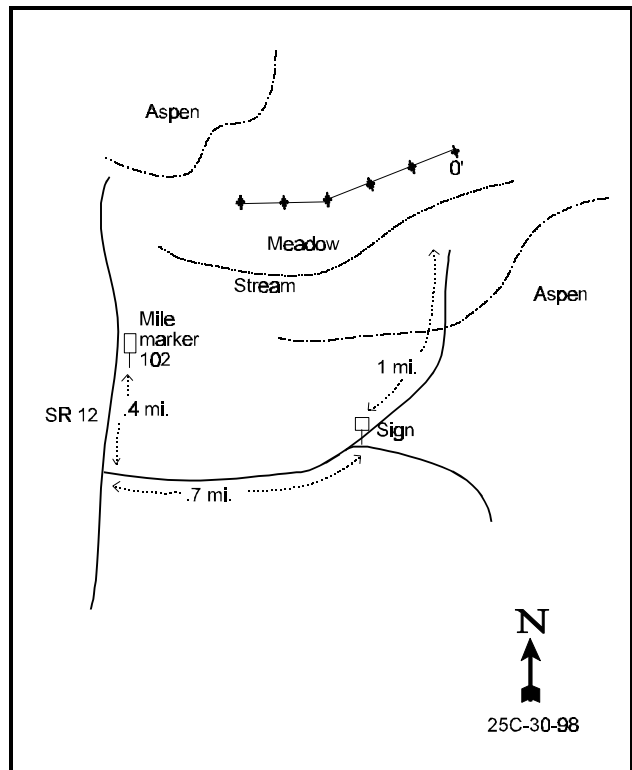 Aspen
0'
Meadow
Stream
Aspen
Mile
marker
102
1 mi.
SR 12
.4 mi.
Sign
.7 mi.
N
25C-30-98